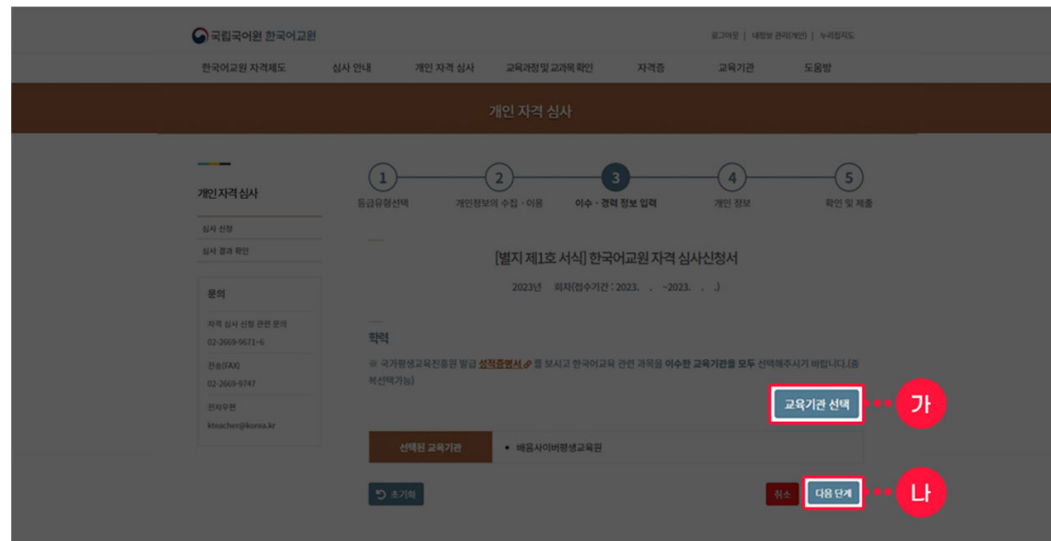 국립국어원 한국어교원
로그아웃 | 내정보 관리(개인) | 누리집지도
한국어교원 자격제도 심사 안내 개인 자격 심사 교육과정 및 교과목 확인 자격증 교육기관 도움방
개인 자격 심사
1 2 3 4 5
등급유형선택 개인정보의 수집·이용 이수·경력 정보 입력 개인 정보 확인 및 제출
개인 자격 심사
심사 신청
심사 결과 확인
문의
자격 심사 신청 관련 문의
02-2669-9671~6
전송(FAX)
02-2669-9747
전자우편
kteacher@korea.kr
[별지 제1호 서식] 한국어교원 자격 심사신청서
2023년 회차(접수기간 : 2023. . ~2023. . .)
학력
※ 국가평생교육진흥원 발급 성적증명서 를 보시고 한국어교육 관련 과목을 이수한 교육기관을 모두 선택해주시기 바랍니다.(중
복선택가능)
교육기관 선택 가
선택된 교육기관 • 배움사이버평생교육원
초기화 취소 다음 단계 나